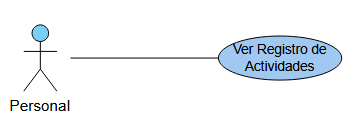 Ver Registro de
Actividades
Personal